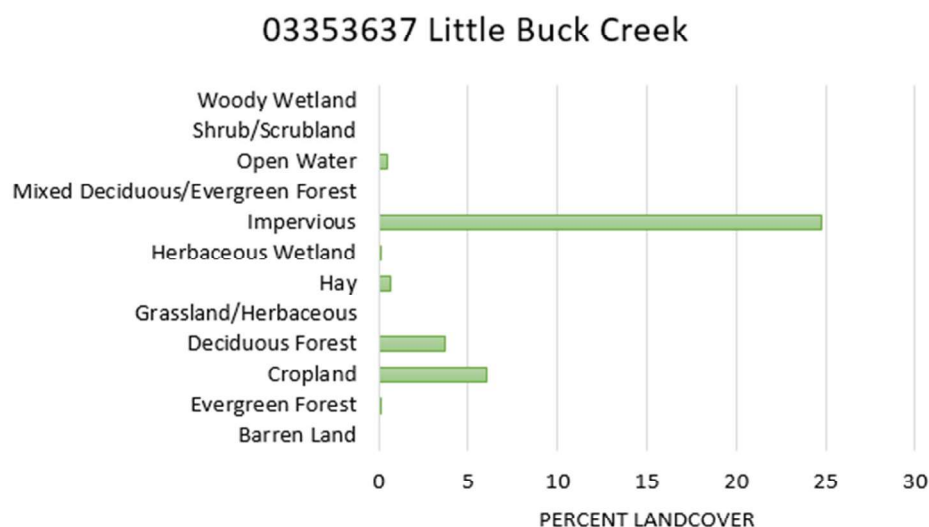 03353637 Little Buck Creek
Woody Wetland
Shrub/Scrubland
Open Water
Mixed Deciduous/Evergreen Forest
Impervious
Herbaceous Wetland
Hay
Grassland/Herbaceous
Deciduous Forest
Cropland
Evergreen Forest
Barren Land
0 5 10 15 20 25 30
PERCENT LANDCOVER